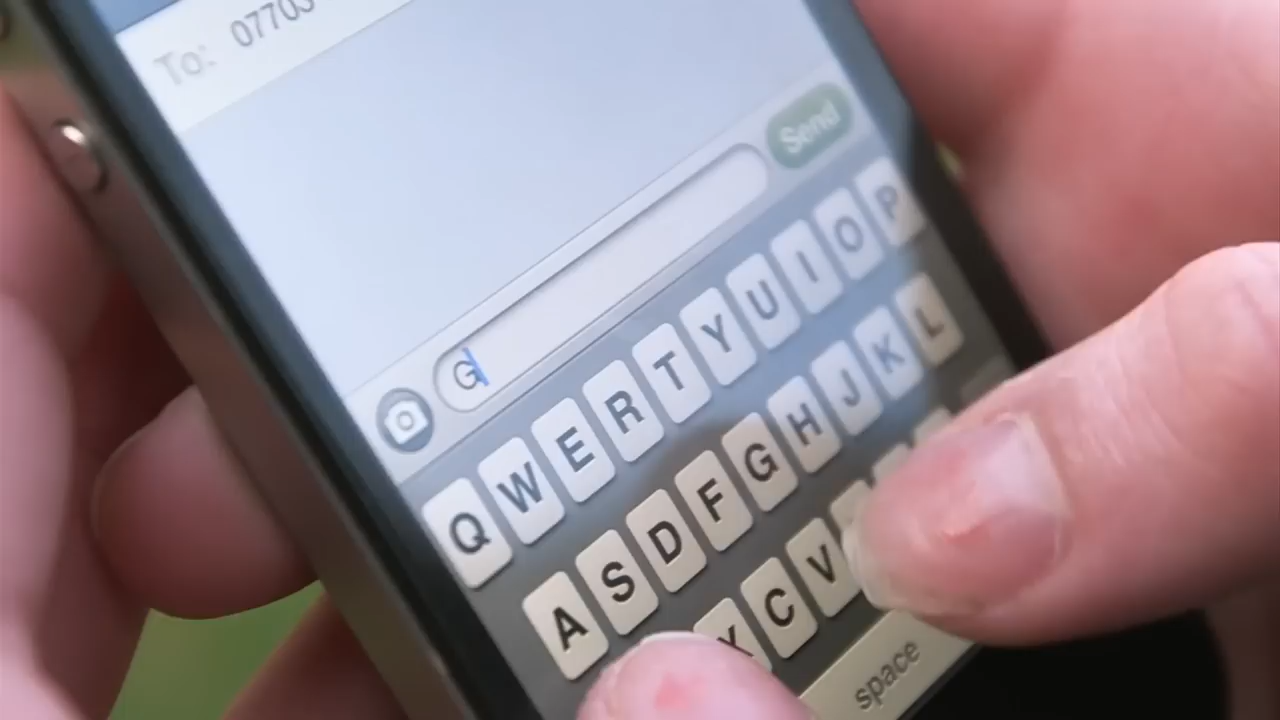 To: 07703
Send
G
Q W E R T Y U I O P
A S D F G H J K L
X C V
space